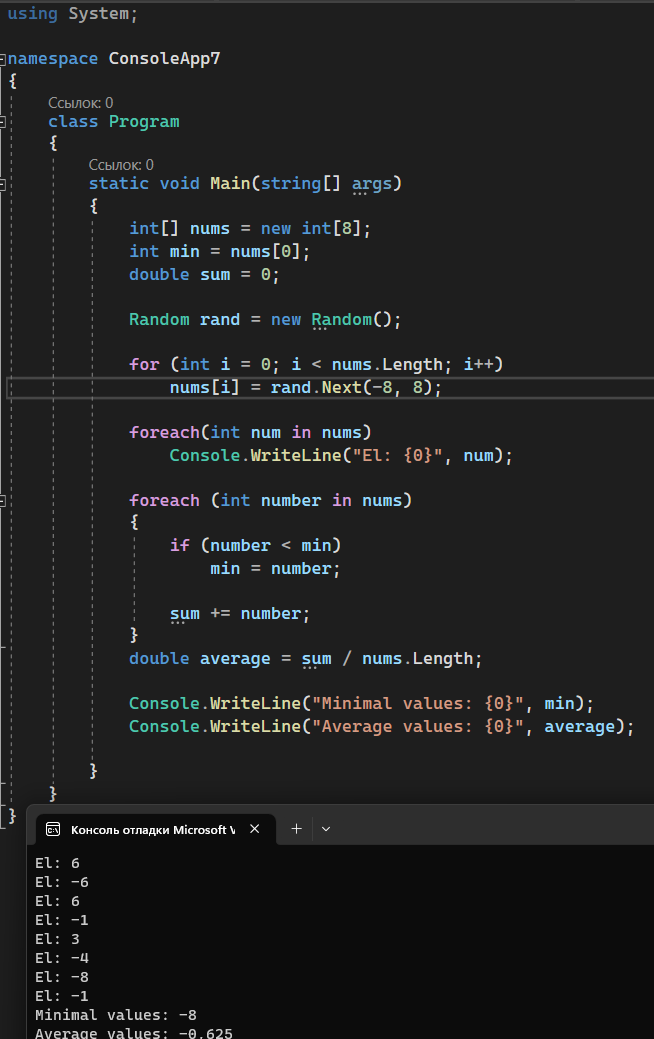 using System;
namespace ConsoleApp7
{
Ссылок: 0
class Program
{
Ссылок: 0
static void Main(string[] args)
{
int[] nums = new int[8];
int min = nums[0];
double sum = 0;
Random rand = new Random();
for (int i = 0; i < nums.Length; i++)
nums[i] = rand.Next(-8, 8);
foreach(int num in nums)
Console.WriteLine("El: {0}", num);
foreach (int number in nums)
{
if (number < min)
min = number;
sum += number;
}
double average = sum / nums.Length;
Console.WriteLine("Minimal values: {0}", min);
Console.WriteLine("Average values: {0}", average);
}
}
}
Консоль отладки Microsoft V
El: 6
El: -6
El: 6
El: -1
El: 3
El: -4
El: -8
El: -1
Minimal values: -8
Average values: -0,625